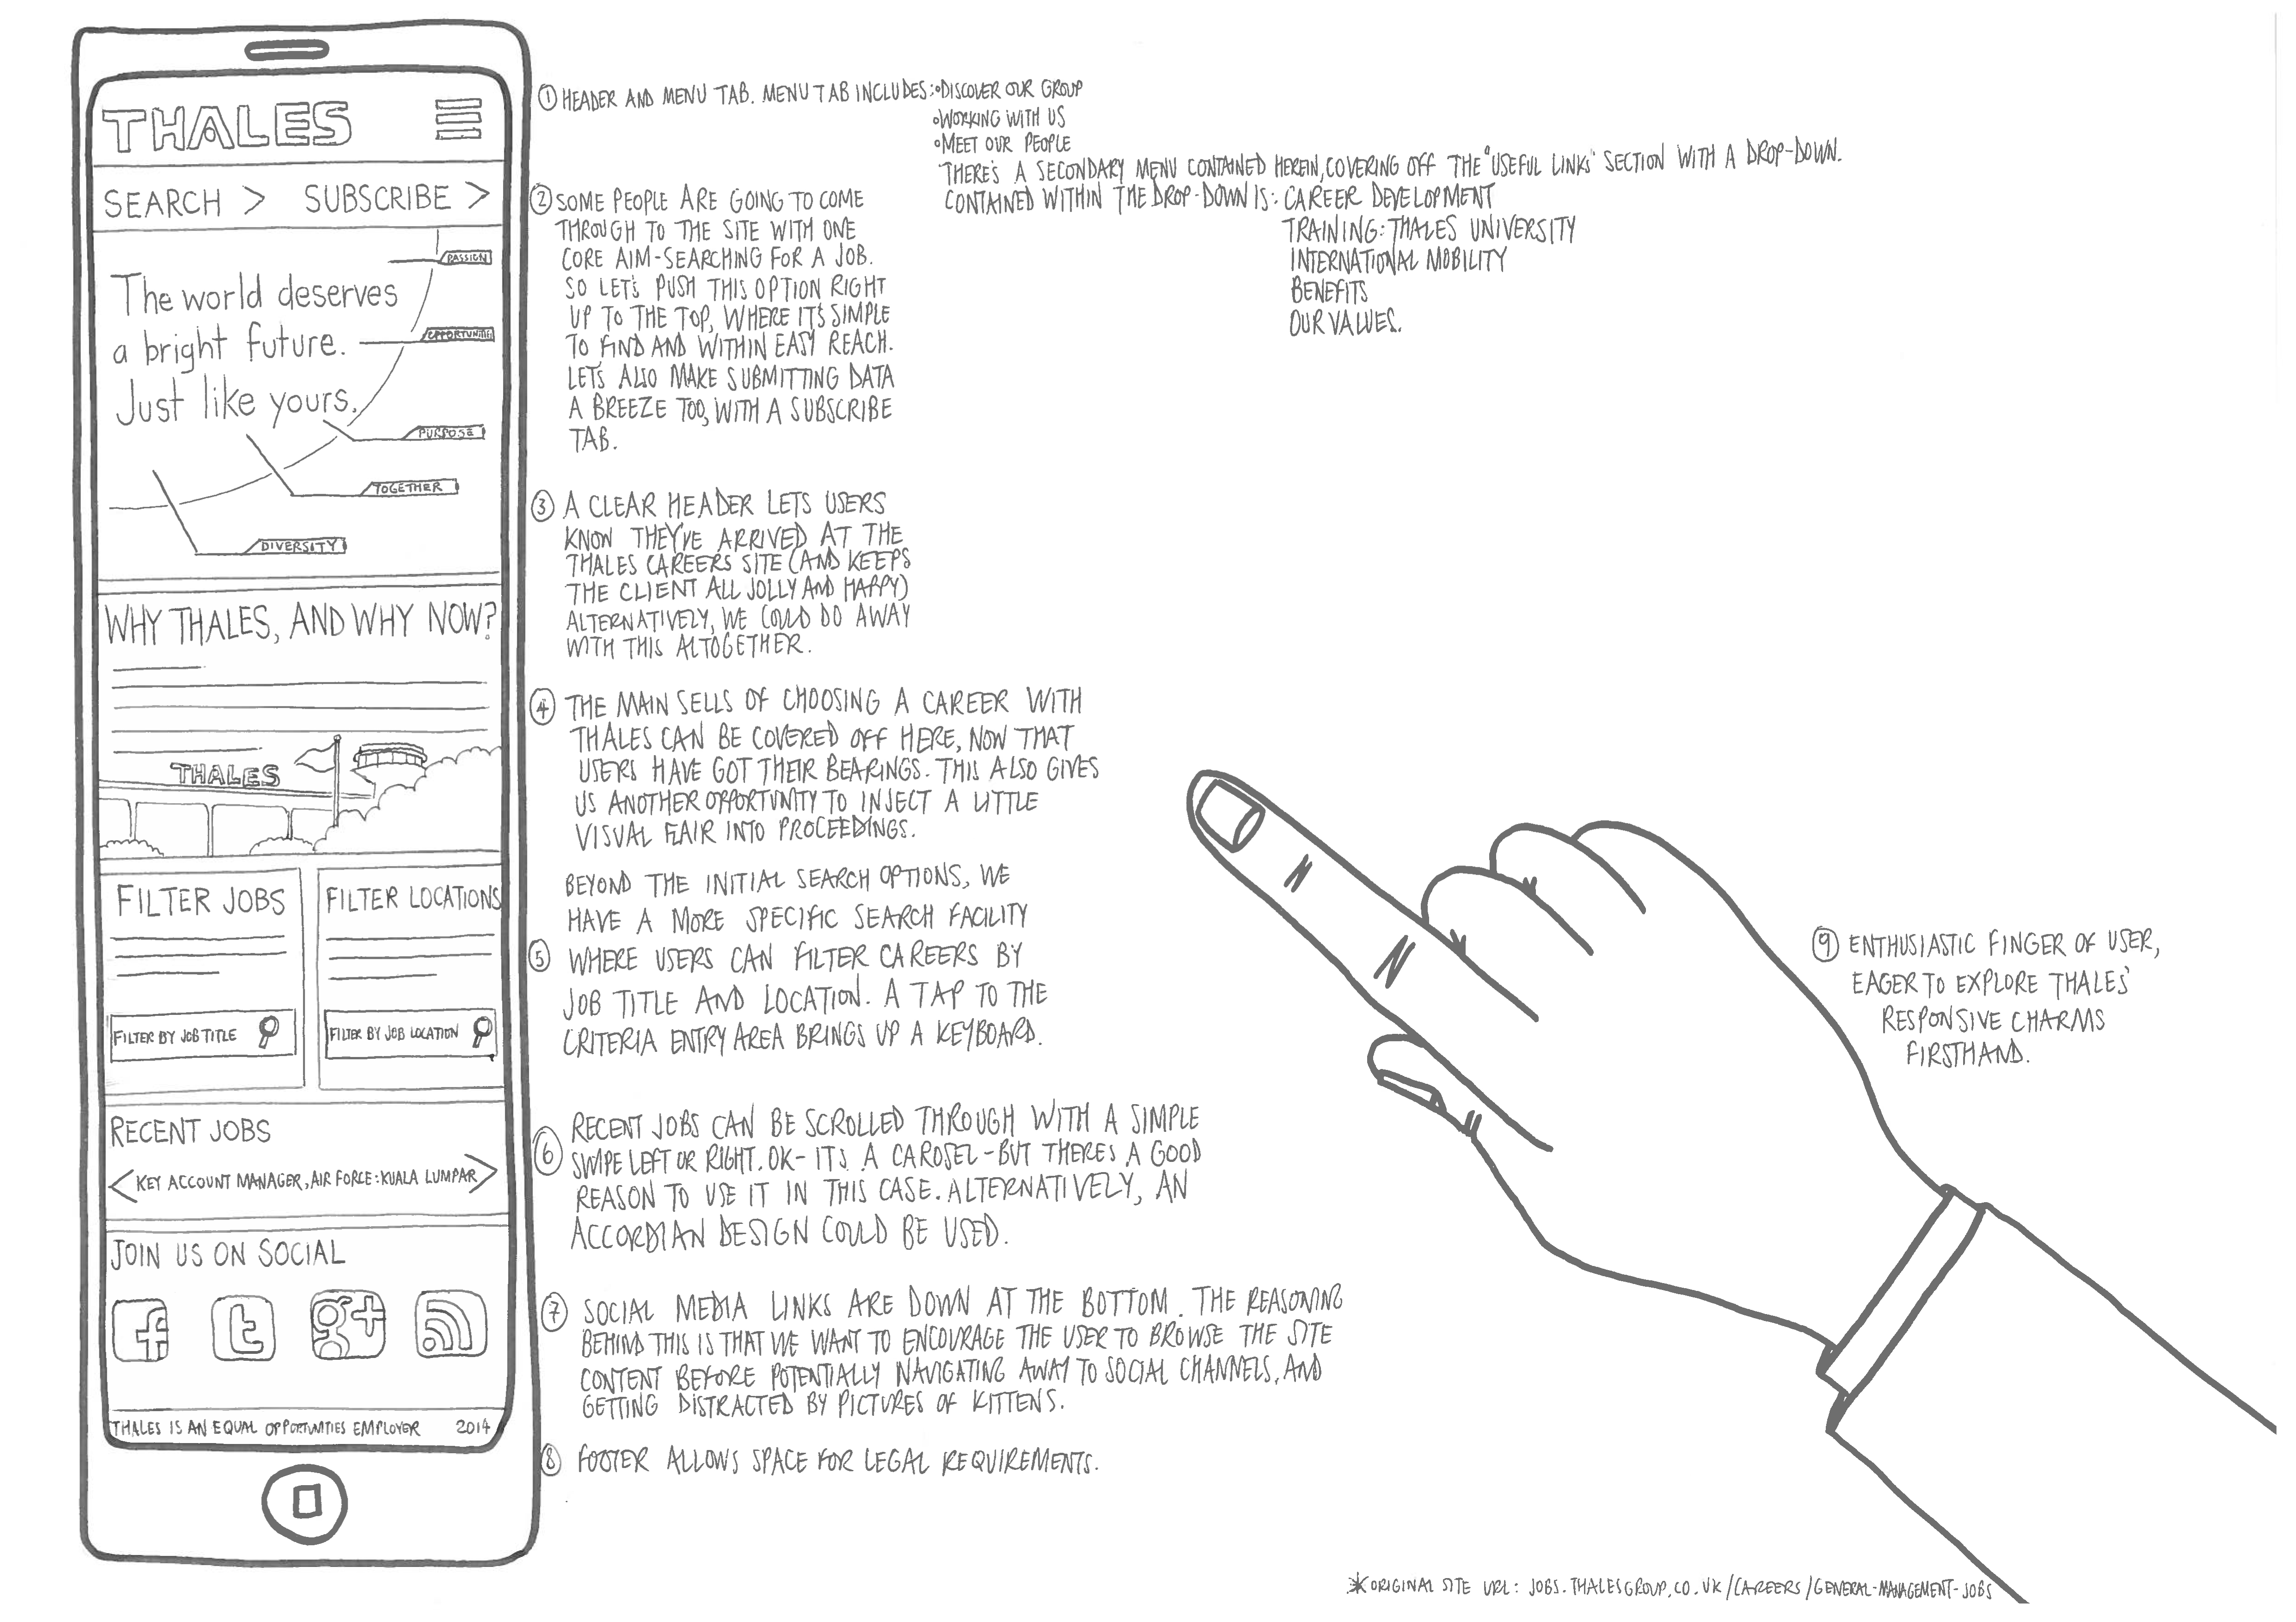 THALES
SEARCH > SUBSCRIBE >
PASSION
The world deserves
a bright future.
Just like yours.
OPPORTUNITIES
PURPOSE
TOGETHER
DIVERSITY
WHY THALES, AND WHY NOW?
THALES
FILTER JOBS
FILTER BY JOB TITLE
FILTER LOCATIONS
FILTER BY JOB LOCATION
RECENT JOBS
KEY ACCOUNT MANAGER, AIR FORCE: KUALA LUMPAR
JOIN US ON SOCIAL
f t g+
THALES IS AN EQUAL OPPORTUNITIES EMPLOYER 2014
① HEADER AND MENU TAB. MENU TAB INCLUDES: • DISCOVER OUR GROUP
• WORKING WITH US
• MEET OUR PEOPLE
THERE'S A SECONDARY MENU CONTAINED HEREIN, COVERING OFF THE "USEFUL LINKS" SECTION WITH A DROP-DOWN.
CONTAINED WITHIN THE DROP-DOWN IS: CAREER DEVELOPMENT
TRAINING: THALES UNIVERSITY
INTERNATIONAL MOBILITY
BENEFITS
OUR VALUES.
② SOME PEOPLE ARE GOING TO COME
THROUGH TO THE SITE WITH ONE
CORE AIM-SEARCHING FOR A JOB.
SO LET'S PUSH THIS OPTION RIGHT
UP TO THE TOP, WHERE IT'S SIMPLE
TO FIND AND WITHIN EASY REACH.
LET'S ALSO MAKE SUBMITTING DATA
A BREEZE TOO, WITH A SUBSCRIBE
TAB.
③ A CLEAR HEADER LETS USERS
KNOW THEY'VE ARRIVED AT THE
THALES CAREERS SITE (AND KEEPS
THE CLIENT ALL JOLLY AND HAPPY)
ALTERNATIVELY, WE COULD DO AWAY
WITH THIS ALTOGETHER.
④ THE MAIN SELLS OF CHOOSING A CAREER WITH
THALES CAN BE COVERED OFF HERE, NOW THAT
USERS HAVE GOT THEIR BEARINGS. THIS ALSO GIVES
US ANOTHER OPPORTUNITY TO INJECT A LITTLE
VISUAL FLAIR INTO PROCEEDINGS.
BEYOND THE INITIAL SEARCH OPTIONS, WE
HAVE A MORE SPECIFIC SEARCH FACILITY
⑤ WHERE USERS CAN FILTER CAREERS BY
JOB TITLE AND LOCATION. A TAP TO THE
CRITERIA ENTRY AREA BRINGS UP A KEYBOARD.
⑥ RECENT JOBS CAN BE SCROLLED THROUGH WITH A SIMPLE
SWIPE LEFT OR RIGHT. OK- IT'S A CAROSEL-BUT THERE'S A GOOD
REASON TO USE IT IN THIS CASE. ALTERNATIVELY, AN
ACCORDIAN DESIGN COULD BE USED.
⑦ SOCIAL MEDIA LINKS ARE DOWN AT THE BOTTOM. THE REASONING
BEHIND THIS IS THAT WE WANT TO ENCOURAGE THE USER TO BROWSE THE SITE
CONTENT BEFORE POTENTIALLY NAVIGATING AWAY TO SOCIAL CHANNELS, AND
GETTING DISTRACTED BY PICTURES OF KITTENS.
⑧ FOOTER ALLOWS SPACE FOR LEGAL REQUIREMENTS.
⑨ ENTHUSIASTIC FINGER OF USER,
EAGER TO EXPLORE THALES'
RESPONSIVE CHARMS
FIRSTHAND.
* ORIGINAL SITE URL: JOBS.THALESGROUP.CO.UK/CAREERS/GENERAL-MANAGEMENT-JOBS